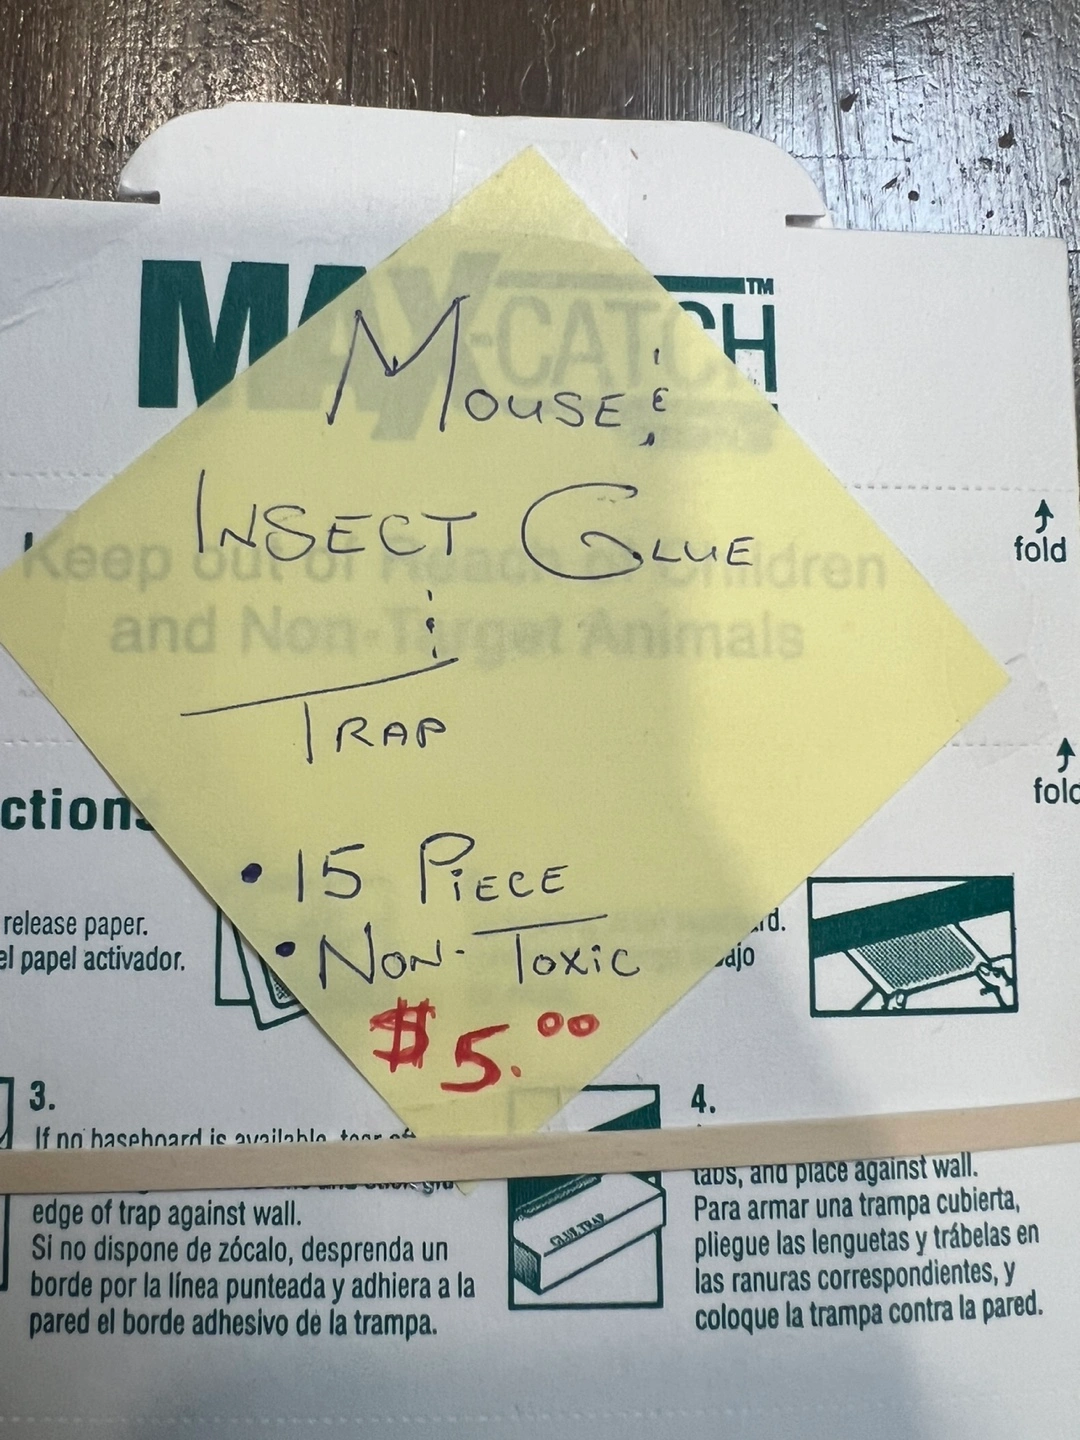 MAX-CATCH™
MOUSE &
INSECT GLUE
TRAP
• 15 PIECE
• NON-TOXIC
$5.00
Keep out of Reach of Children
and Non-Target Animals
fold
fold
ctions
release paper.
el papel activador.
rd.
ajo
3.
If no baseboard is available, tear off
edge of trap against wall.
Si no dispone de zócalo, desprenda un
borde por la línea punteada y adhiera a la
pared el borde adhesivo de la trampa.
GLUE TRAP
4.
tabs, and place against wall.
Para armar una trampa cubierta,
pliegue las lenguetas y trábelas en
las ranuras correspondientes, y
coloque la trampa contra la pared.